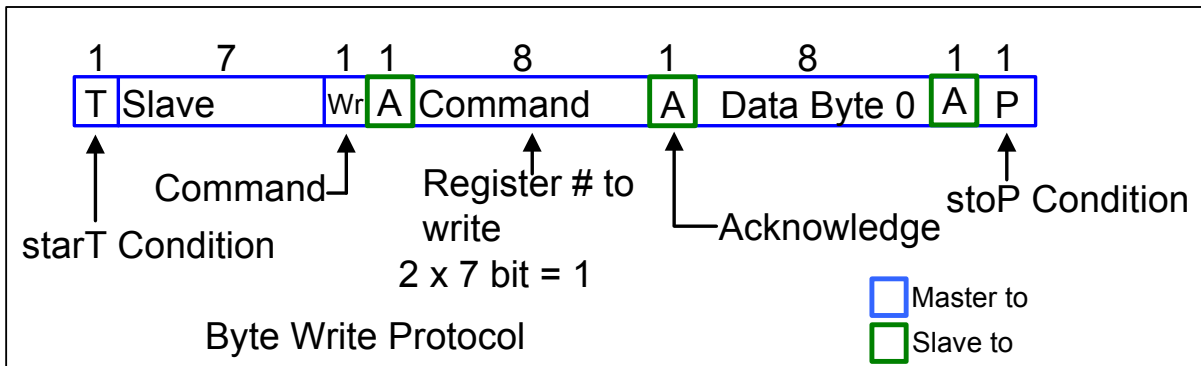 1 7 1 1 8 1 8 1 1
T Slave Wr A Command A Data Byte 0 A P
Command
Register # to
write
2 x 7 bit = 1
Acknowledge
stoP Condition
starT Condition
Byte Write Protocol
Master to
Slave to